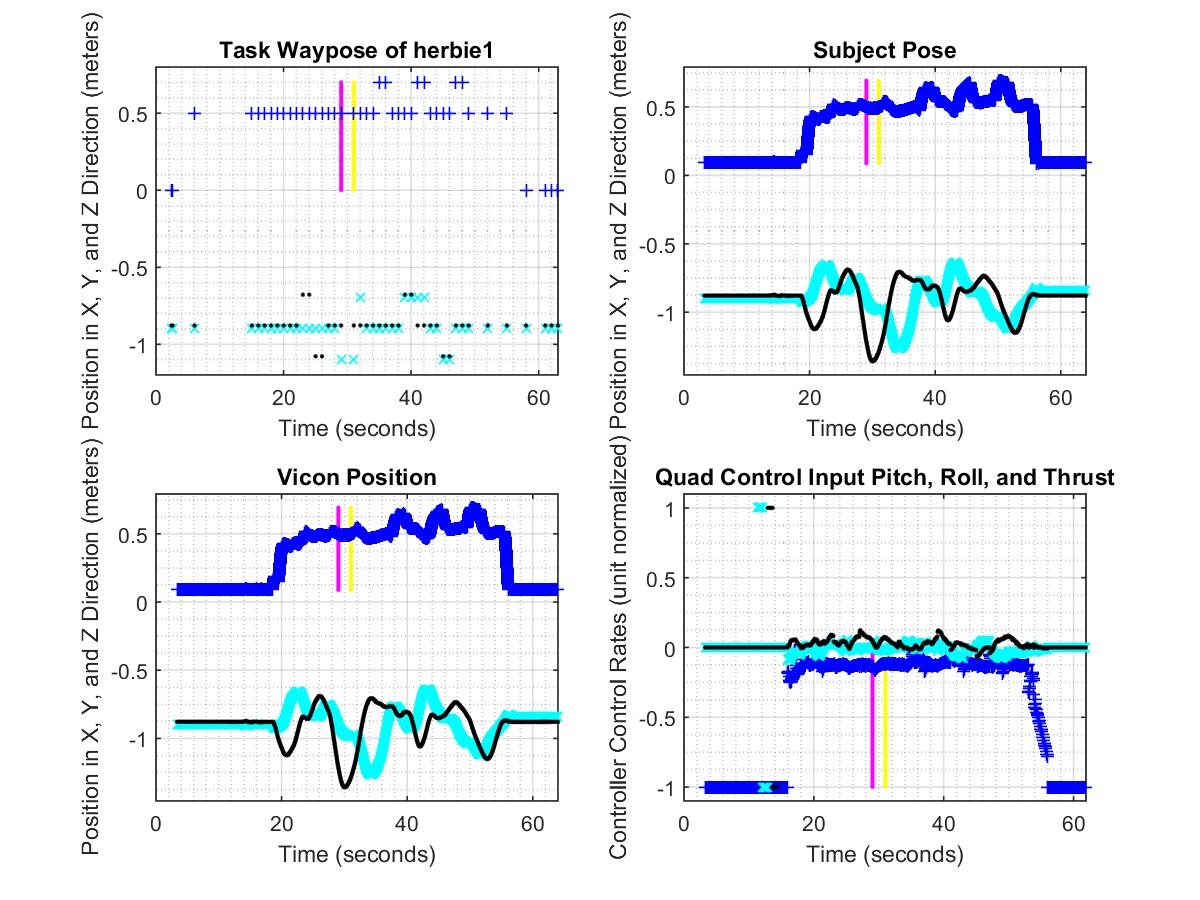 Task Waypose of herbie1
Position in X, Y, and Z Direction (meters)
0.5
0
-0.5
-1
0
20
40
60
Time (seconds)
Subject Pose
Position in X, Y, and Z Direction (meters)
0.5
0
-0.5
-1
0
20
40
60
Time (seconds)
Vicon Position
Position in X, Y, and Z Direction (meters)
0.5
0
-0.5
-1
0
20
40
60
Time (seconds)
Quad Control Input Pitch, Roll, and Thrust
Controller Control Rates (unit normalized)
1
0.5
0
-0.5
-1
0
20
40
60
Time (seconds)